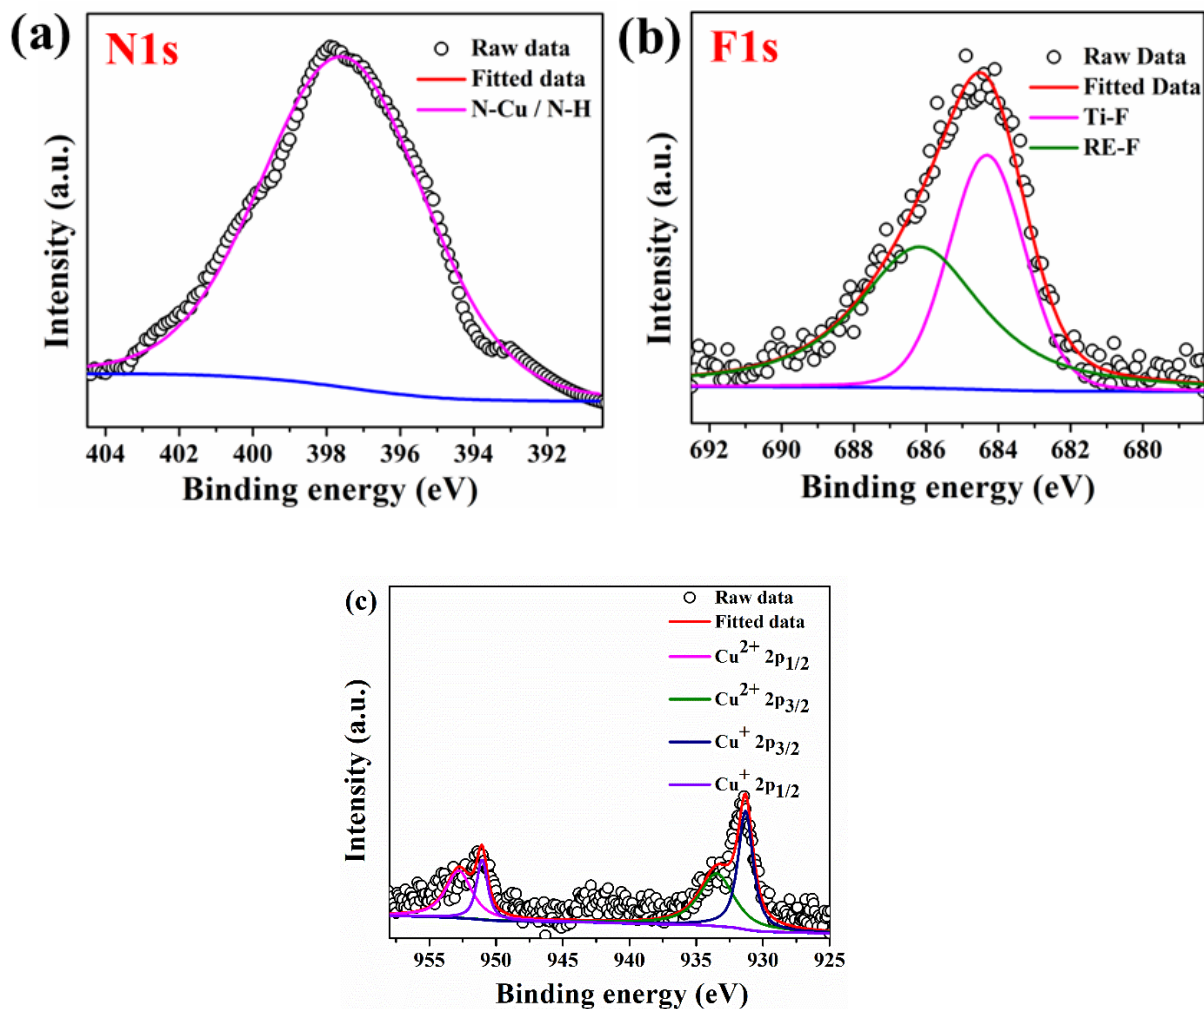 (a)
N1s
Raw data
Fitted data
N-Cu / N-H
Intensity (a.u.)
404 402 400 398 396 394 392
Binding energy (eV)
(b)
F1s
Raw Data
Fitted Data
Ti-F
RE-F
Intensity (a.u.)
692 690 688 686 684 682 680
Binding energy (eV)
(c)
Raw data
Fitted data
Cu²⁺ 2p₁/₂
Cu²⁺ 2p₃/₂
Cu⁺ 2p₃/₂
Cu⁺ 2p₁/₂
Intensity (a.u.)
955 950 945 940 935 930 925
Binding energy (eV)